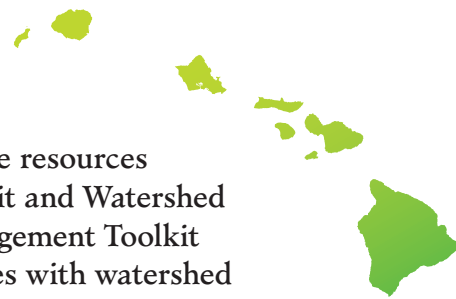 e resources
it and Watershed
gement Toolkit
es with watershed